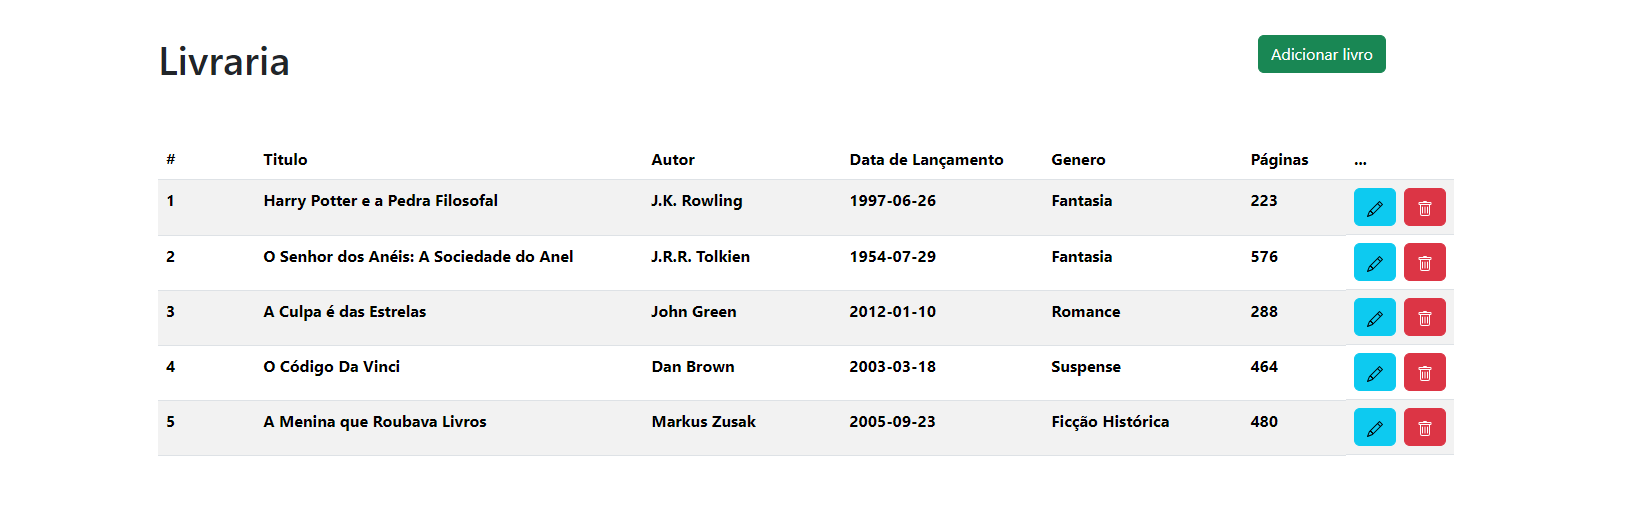 Livraria
Adicionar livro
# Titulo Autor Data de Lançamento Genero Páginas ...
1 Harry Potter e a Pedra Filosofal J.K. Rowling 1997-06-26 Fantasia 223
2 O Senhor dos Anéis: A Sociedade do Anel J.R.R. Tolkien 1954-07-29 Fantasia 576
3 A Culpa é das Estrelas John Green 2012-01-10 Romance 288
4 O Código Da Vinci Dan Brown 2003-03-18 Suspense 464
5 A Menina que Roubava Livros Markus Zusak 2005-09-23 Ficção Histórica 480